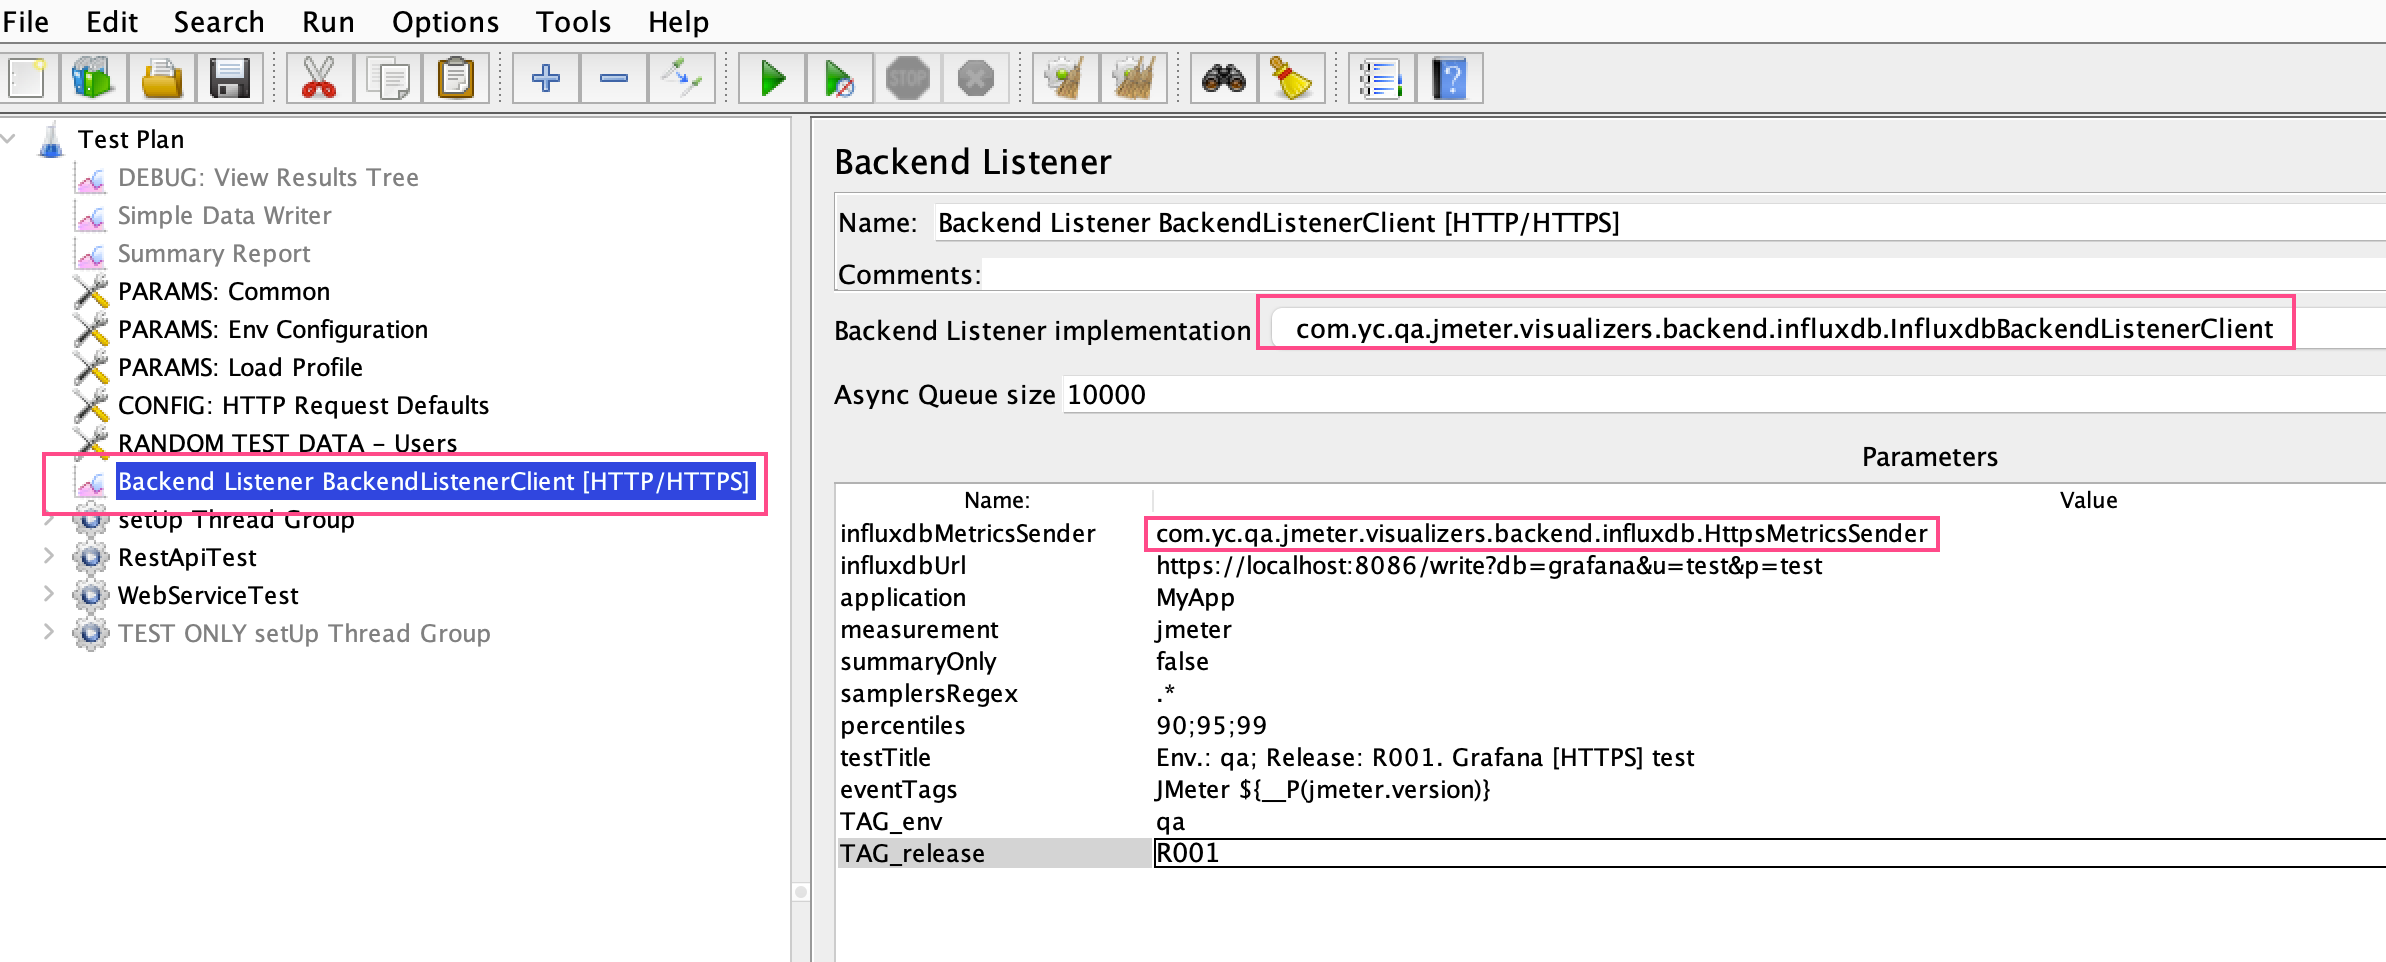 File Edit Search Run Options Tools Help
STOP
Test Plan
DEBUG: View Results Tree
Simple Data Writer
Summary Report
PARAMS: Common
PARAMS: Env Configuration
PARAMS: Load Profile
CONFIG: HTTP Request Defaults
RANDOM TEST DATA - Users
Backend Listener BackendListenerClient [HTTP/HTTPS]
setUp Thread Group
RestApiTest
WebServiceTest
TEST ONLY setUp Thread Group
Backend Listener
Name: Backend Listener BackendListenerClient [HTTP/HTTPS]
Comments:
Backend Listener implementation com.yc.qa.jmeter.visualizers.backend.influxdb.InfluxdbBackendListenerClient
Async Queue size 10000
Parameters
Name: Value
influxdbMetricsSender com.yc.qa.jmeter.visualizers.backend.influxdb.HttpsMetricsSender
influxdbUrl https://localhost:8086/write?db=grafana&u=test&p=test
application MyApp
measurement jmeter
summaryOnly false
samplersRegex .*
percentiles 90;95;99
testTitle Env.: qa; Release: R001. Grafana [HTTPS] test
eventTags JMeter ${__P(jmeter.version)}
TAG_env qa
TAG_release R001